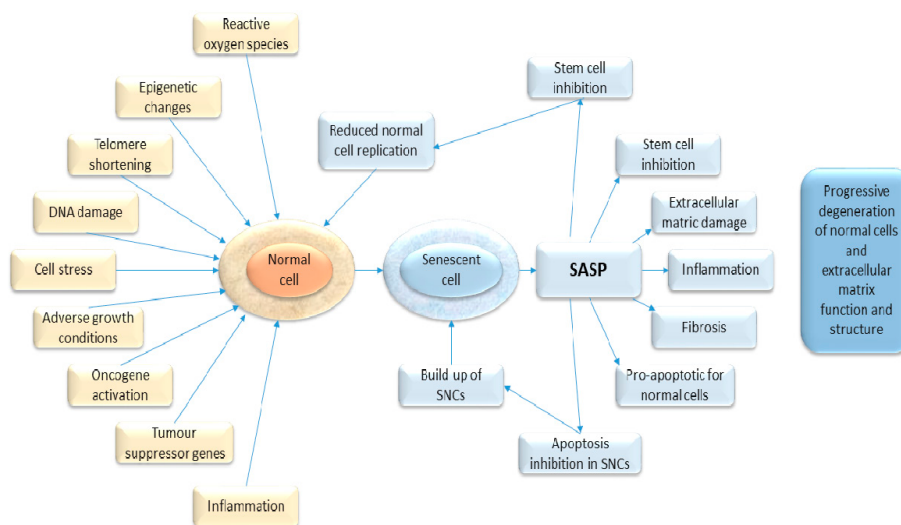 Reactive
oxygen species
Epigenetic
changes
Telomere
shortening
DNA damage
Cell stress
Adverse growth
conditions
Oncogene
activation
Tumour
suppressor genes
Inflammation
Normal
cell
Reduced normal
cell replication
Senescent
cell
Build up of
SNCs
Stem cell
inhibition
SASP
Apoptosis
inhibition in SNCs
Stem cell
inhibition
Extracellular
matric damage
Inflammation
Fibrosis
Pro-apoptotic for
normal cells
Progressive
degeneration
of normal cells
and
extracellular
matrix
function and
structure